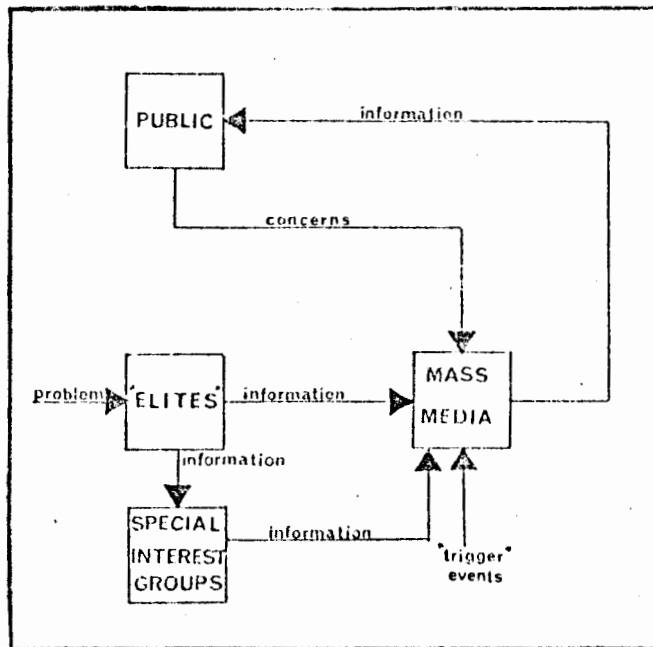 PUBLIC
information
concerns
MASS
MEDIA
problem
"ELITES"
information
information
SPECIAL
INTEREST
GROUPS
information
"trigger"
events